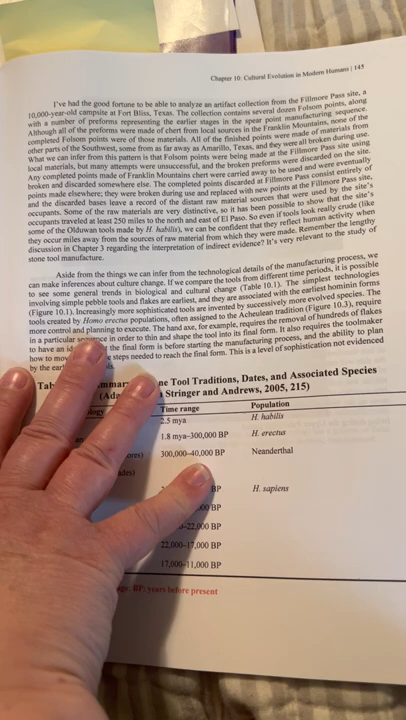 Chapter 10: Cultural Evolution in Modern Humans | 145
I've had the good fortune to be able to analyze an artifact collection from the Fillmore Pass site, a
10,000-year-old campsite at Fort Bliss, Texas. The collection contains several dozen Folsom points, along
with a number of preforms representing the earlier stages in the spear point manufacturing sequence.
Although all of the preforms were made of chert from local sources in the Franklin Mountains, none of the
completed Folsom points were of those materials. All of the finished points were made of materials from
other parts of the Southwest, some from as far away as Amarillo, Texas, and they were all broken during use.
What we can infer from this pattern is that Folsom points were being made at the Fillmore Pass site using
local materials, but many attempts were unsuccessful, and the broken preforms were discarded on the site.
Any completed points made of Franklin Mountains chert were carried away to be used and were eventually
broken and discarded somewhere else. The completed points discarded at Fillmore Pass consist entirely of
points made elsewhere; they were broken during use and replaced with new points at the Fillmore Pass site,
and the discarded bases leave a record of the distant raw material sources that were used by the site's
occupants. Some of the raw materials are very distinctive, so it has been possible to show that the site's
occupants traveled at least 250 miles to the north and east of El Paso. So even if tools look really crude (like
some of the Olduwan tools made by H. habilis), we can be confident that they reflect human activity when
they occur miles away from the sources of raw material from which they were made. Remember the lengthy
discussion in Chapter 3 regarding the interpretation of indirect evidence? It's very relevant to the study of
stone tool manufacture.
Aside from the things we can infer from the technological details of the manufacturing process, we
can make inferences about culture change. If we compare the tools from different time periods, it is possible
to see some general trends in biological and cultural change (Table 10.1). The simplest technologies
involving simple pebble tools and flakes are earliest, and they are associated with the earliest hominin forms
(Figure 10.1). Increasingly more sophisticated tools are invented by successively more evolved species. The
tools created by Homo erectus populations, often assigned to the Acheulean tradition (Figure 10.3), require
more control and planning to execute. The hand axe, for example, requires the removal of hundreds of flakes
in a particular sequence in order to thin and shape the tool into its final form. It also requires the toolmaker
to have an id the final form is before starting the manufacturing process, and the ability to plan
how to mov steps needed to reach the final form. This is a level of sophistication not evidenced
by the earl
Tab mmar ne Tool Traditions, Dates, and Associated Species
(Ada Stringer and Andrews, 2005, 215)
logy Time range Population
2.5 mya H. habilis
1.8 mya–300,000 BP H. erectus
ores) 300,000–40,000 BP Neanderthal
ades)
BP H. sapiens
BP
22,000 BP
22,000–17,000 BP
17,000–11,000 BP
ago; BP: years before present